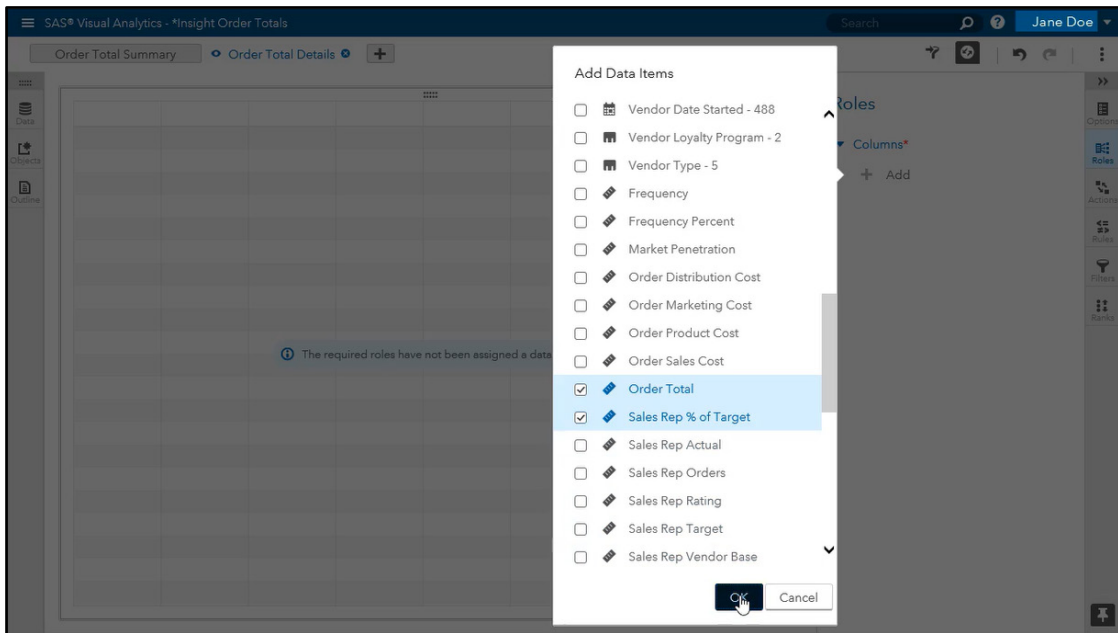 SAS® Visual Analytics - *Insight Order Totals
Search
Jane Doe
Order Total Summary
Order Total Details
Data
Objects
Outline
The required roles have not been assigned a data
Add Data Items
Vendor Date Started - 488
Vendor Loyalty Program - 2
Vendor Type - 5
Frequency
Frequency Percent
Market Penetration
Order Distribution Cost
Order Marketing Cost
Order Product Cost
Order Sales Cost
Order Total
Sales Rep % of Target
Sales Rep Actual
Sales Rep Orders
Sales Rep Rating
Sales Rep Target
Sales Rep Vendor Base
OK
Cancel
Roles
Columns*
+ Add
Options
Roles
Actions
Rules
Filters
Ranks